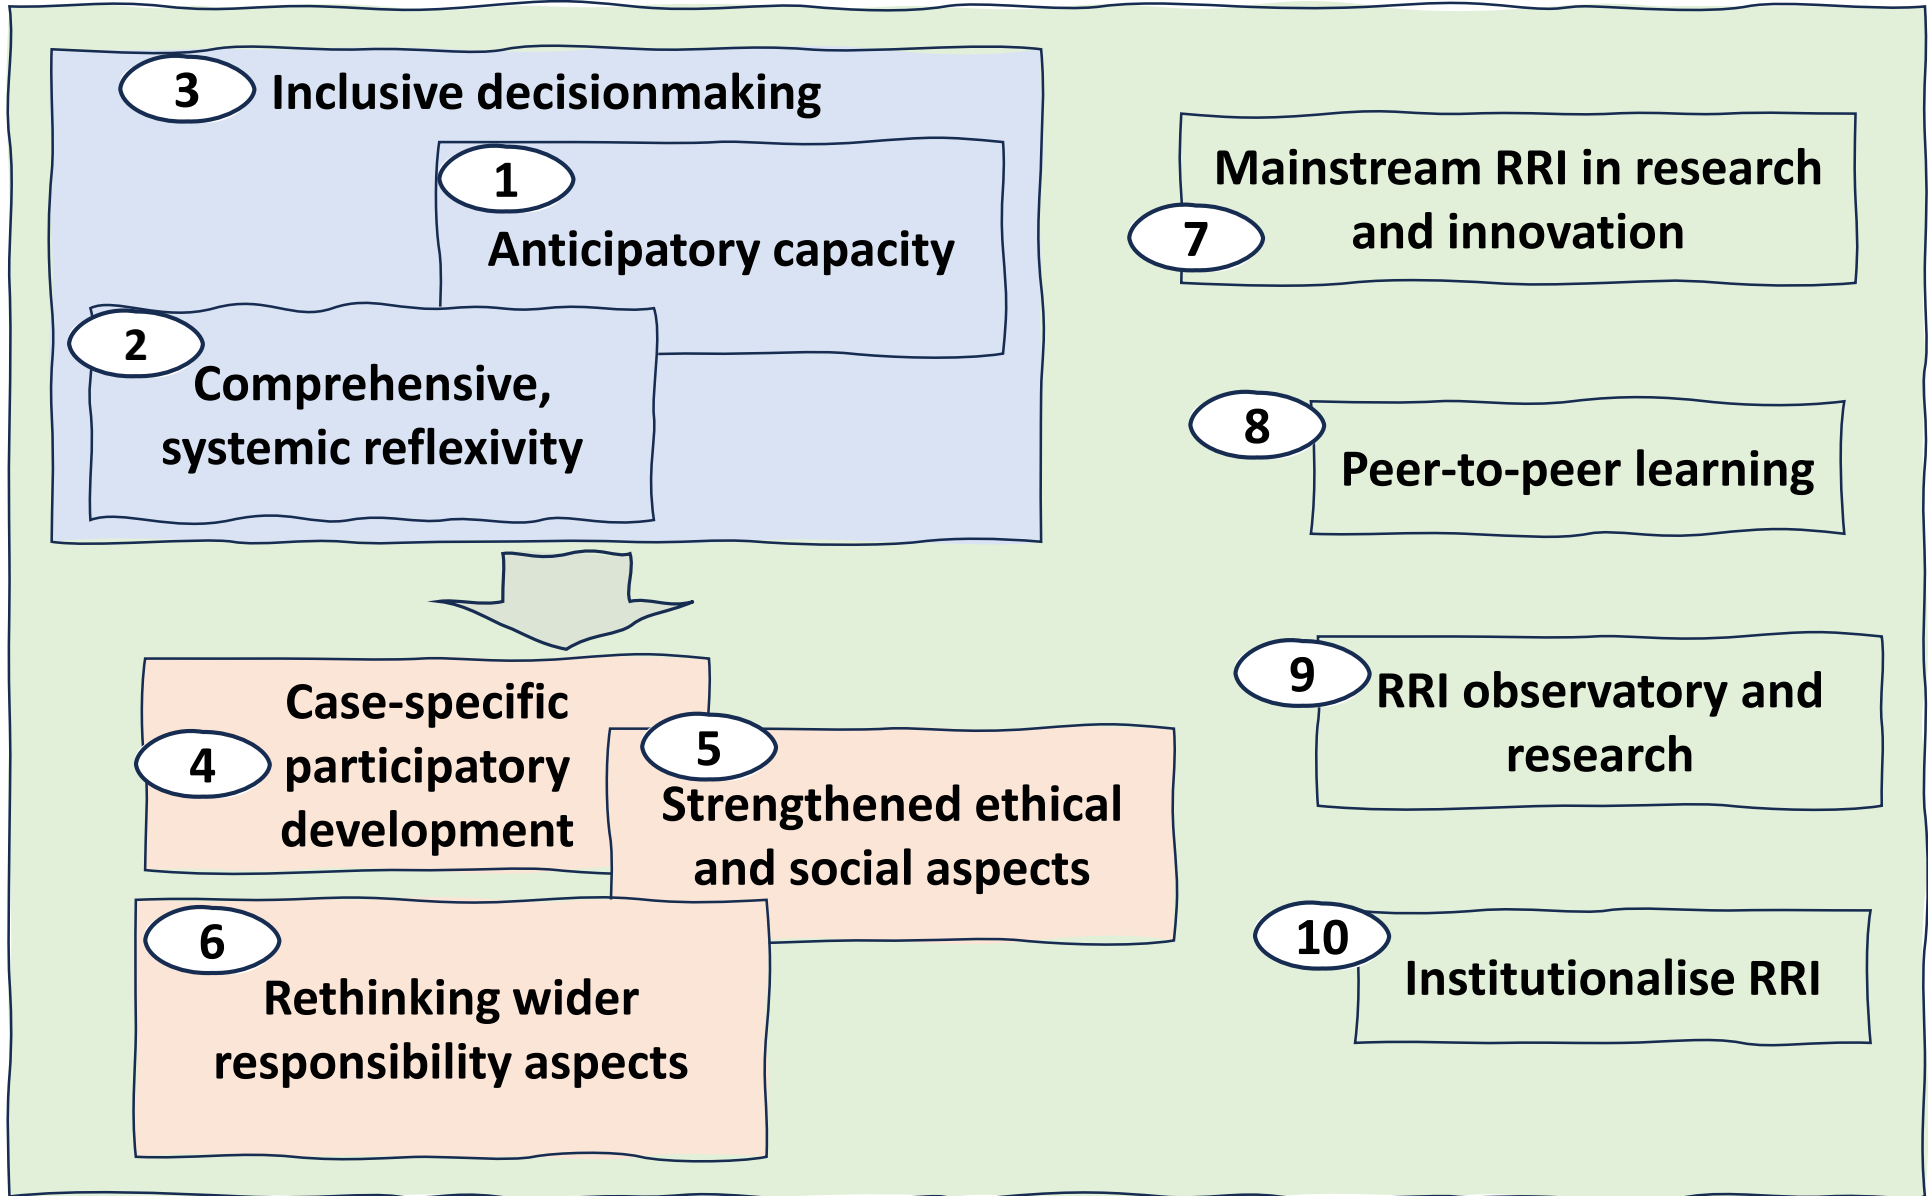 3
Inclusive decisionmaking
1
Anticipatory capacity
2
Comprehensive,
systemic reflexivity
4
Case-specific
participatory
development
5
Strengthened ethical
and social aspects
6
Rethinking wider
responsibility aspects
7
Mainstream RRI in research
and innovation
8
Peer-to-peer learning
9
RRI observatory and
research
10
Institutionalise RRI